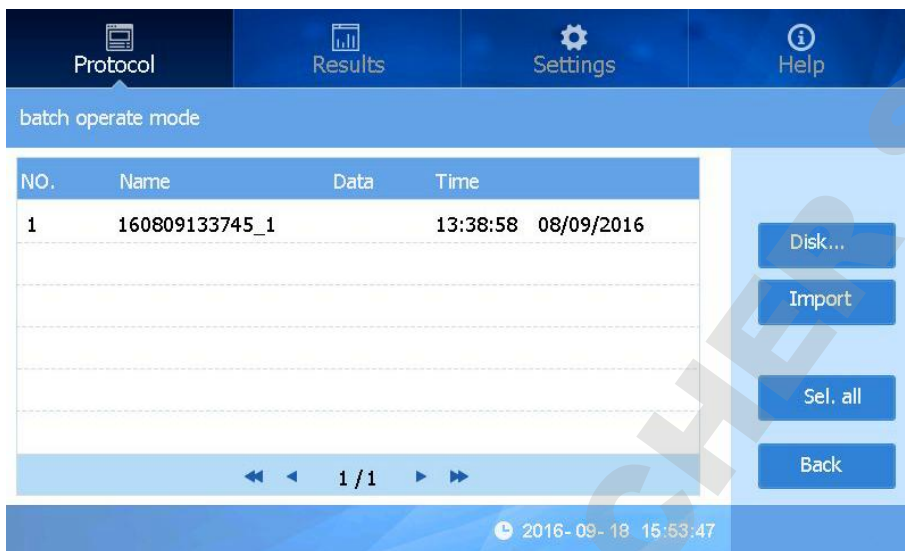 Protocol Results Settings Help
batch operate mode
NO. Name Data Time
1 160809133745_1 13:38:58 08/09/2016
Disk...
Import
Sel. all
1/1
Back
2016-09-18 15:53:47
CHER